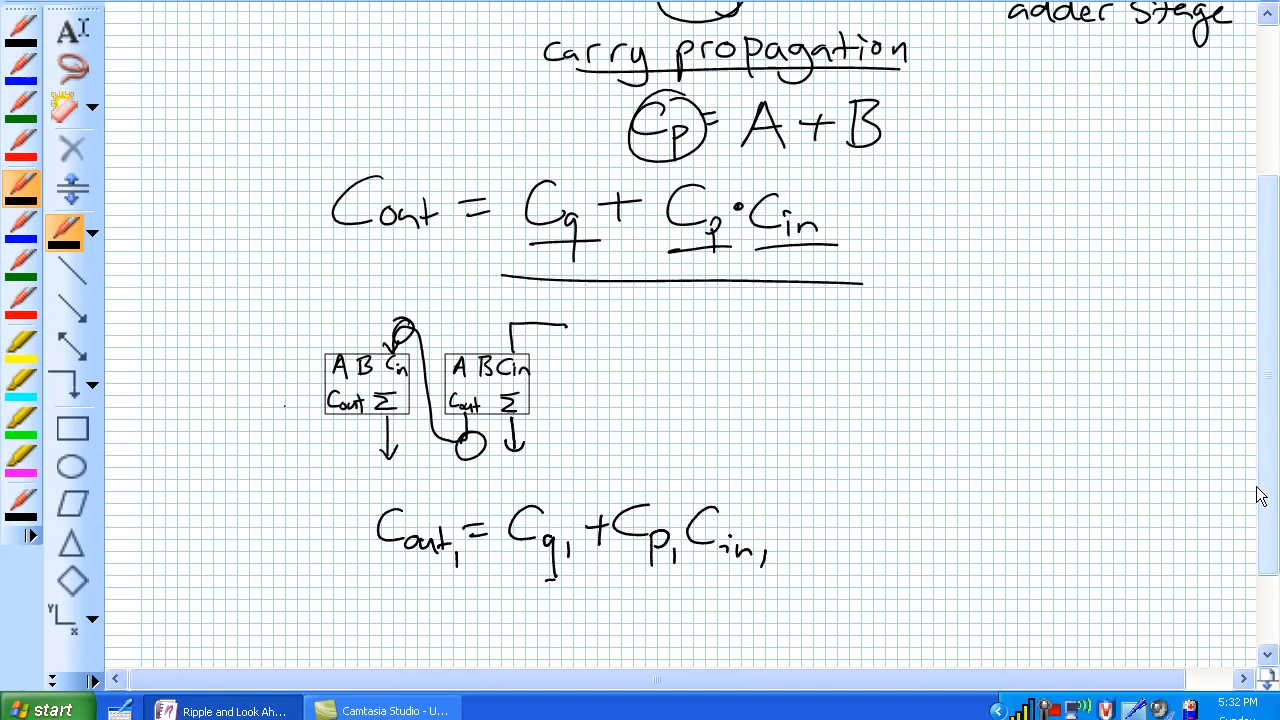 adder Stage
carry propagation
Cp = A + B
Cout = Cg + Cp · Cin
A B Cin A B Cin
Cout Σ Cout Σ
Cout1 = Cg1 + Cp1 Cin1
start Ripple and Look Ah... Camtasia Studio - U... 5:32 PM
Sunday